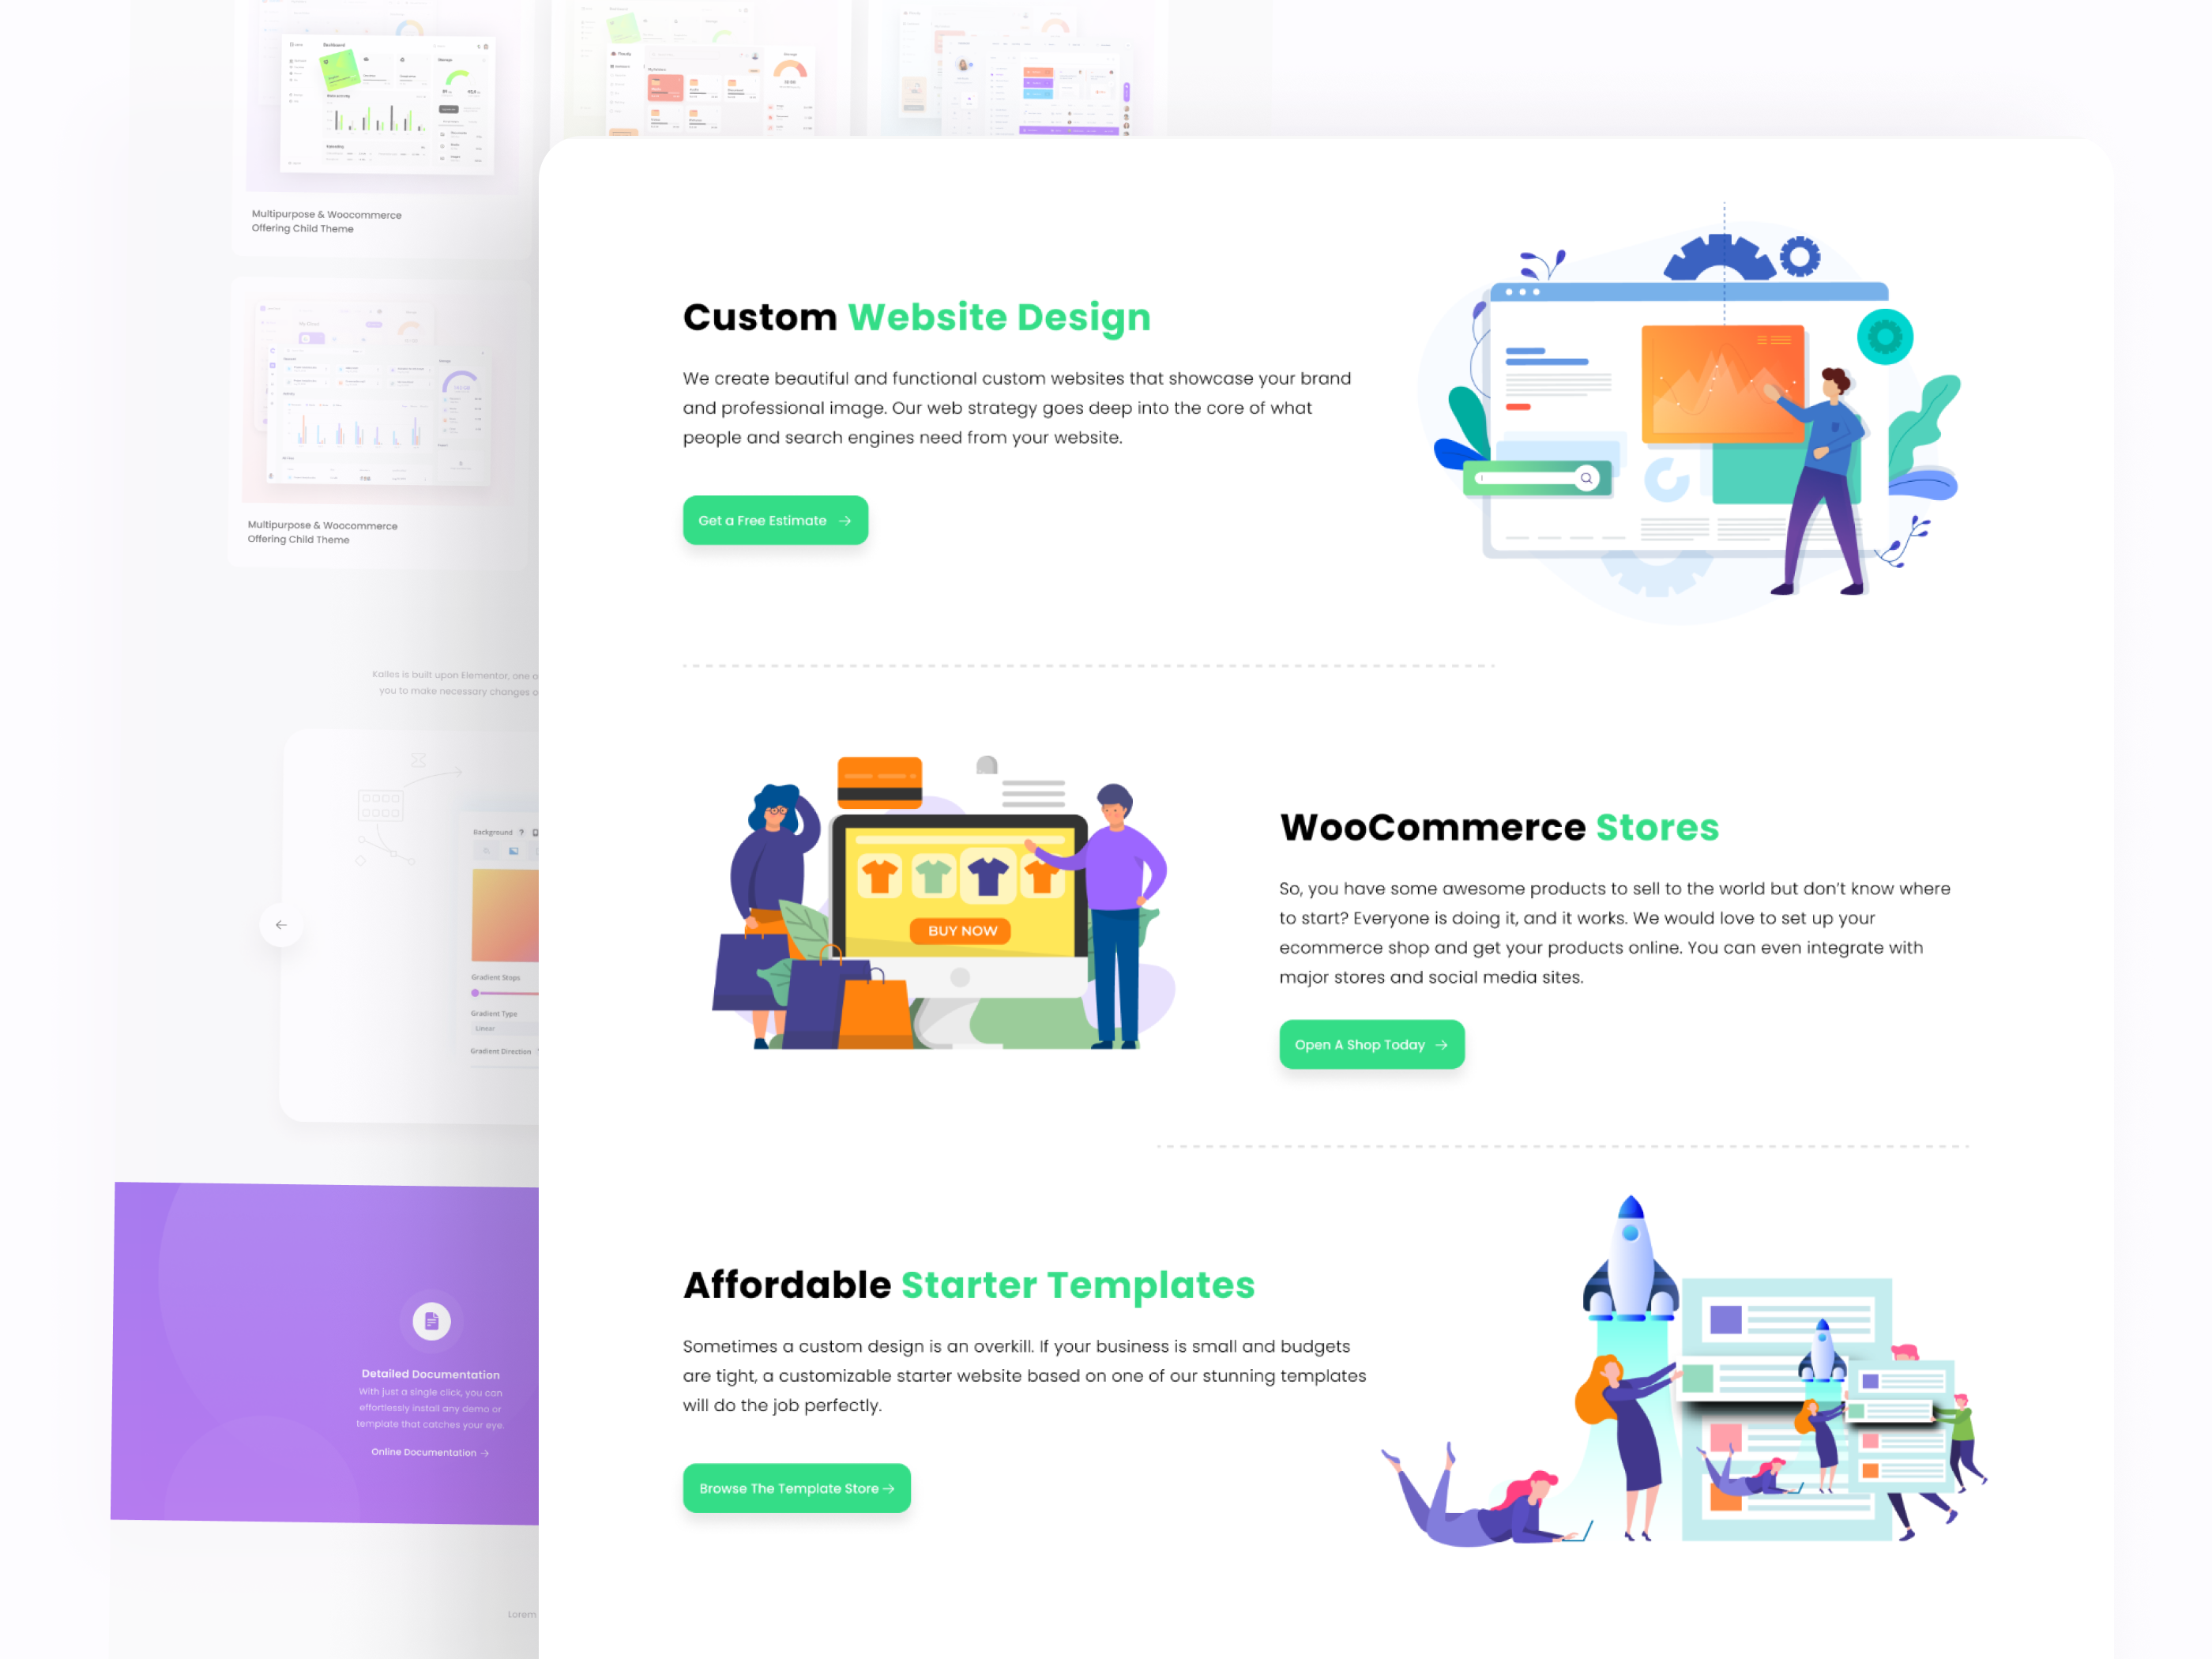 Dashboard
Multipurpose & Woocommerce
Offering Child Theme
Multipurpose & Woocommerce
Offering Child Theme
Kalles is built upon Elementor, one
you to make necessary changes
Background ?
Gradient Stops
Gradient Type
Linear
Gradient Direction
Detailed Documentation
With just a single click, you can
effortlessly install any demo or
template that catches your eye.
Online Documentation →
Lorem
Custom Website Design
We create beautiful and functional custom websites that showcase your brand
and professional image. Our web strategy goes deep into the core of what
people and search engines need from your website.
Get a Free Estimate →
BUY NOW
WooCommerce Stores
So, you have some awesome products to sell to the world but don’t know where
to start? Everyone is doing it, and it works. We would love to set up your
ecommerce shop and get your products online. You can even integrate with
major stores and social media sites.
Open A Shop Today →
Affordable Starter Templates
Sometimes a custom design is an overkill. If your business is small and budgets
are tight, a customizable starter website based on one of our stunning templates
will do the job perfectly.
Browse The Template Store →